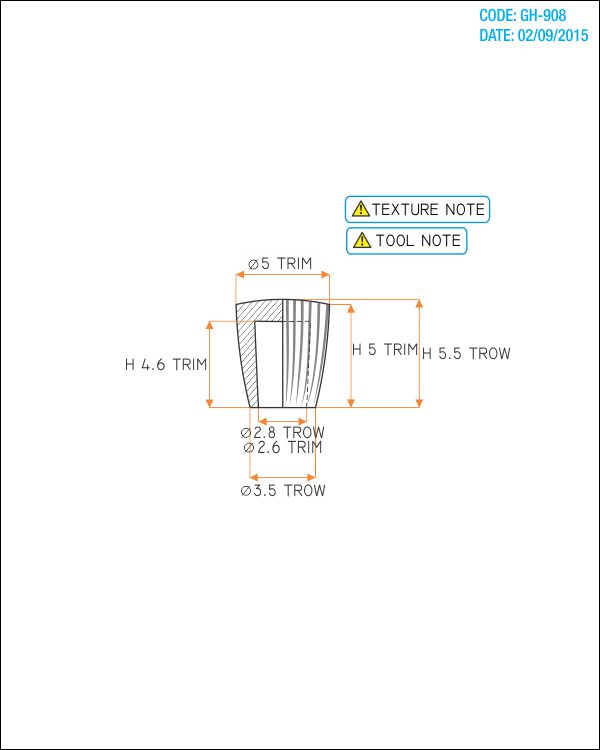 CODE: GH-908
DATE: 02/09/2015
TEXTURE NOTE
TOOL NOTE
⌀5 TRIM
H 5 TRIM
H 5.5 TROW
H 4.6 TRIM
⌀2.8 TROW
⌀2.6 TRIM
⌀3.5 TROW